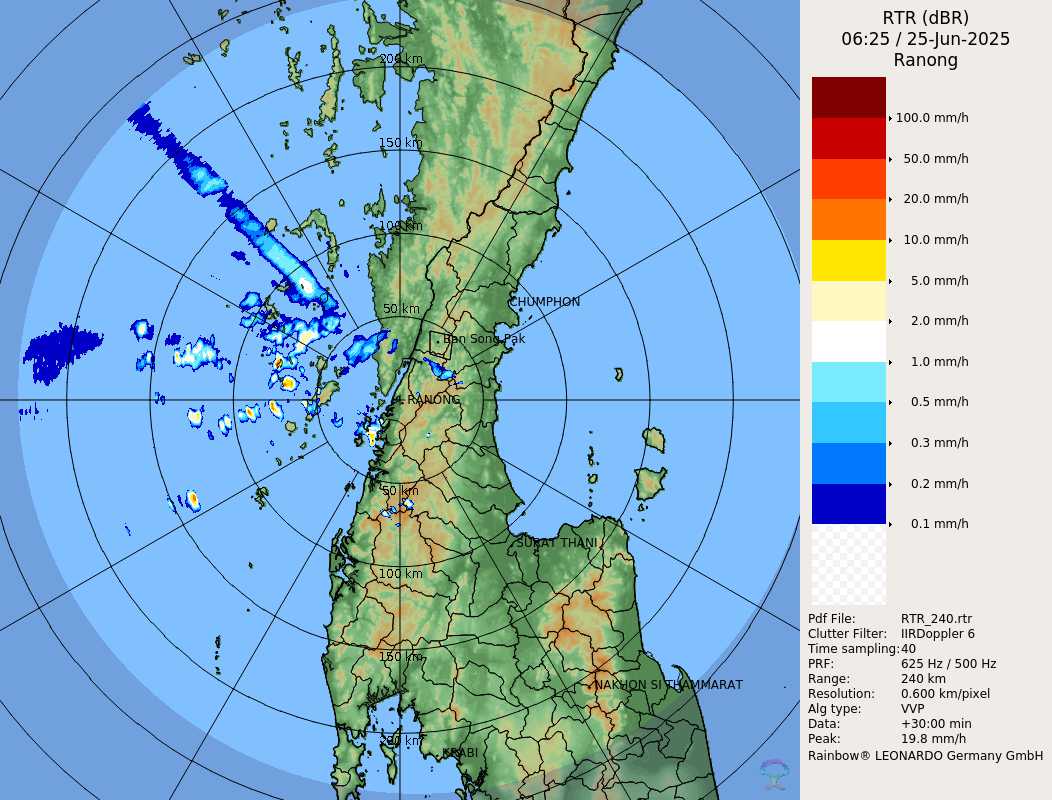 RTR (dBR)
06:25 / 25-Jun-2025
Ranong
100.0 mm/h
50.0 mm/h
20.0 mm/h
10.0 mm/h
5.0 mm/h
2.0 mm/h
1.0 mm/h
0.5 mm/h
0.3 mm/h
0.2 mm/h
0.1 mm/h
Pdf File: RTR_240.rtr
Clutter Filter: IIRDoppler 6
Time sampling:40
PRF: 625 Hz / 500 Hz
Range: 240 km
Resolution: 0.600 km/pixel
Alg type: VVP
Data: +30:00 min
Peak: 19.8 mm/h
Rainbow® LEONARDO Germany GmbH
200 km
150 km
100 km
50 km
CHUMPHON
Ban Song Pak
RANONG
50 km
SURAT THANI
100 km
150 km
NAKHON SI THAMMARAT
200 km
KRABI